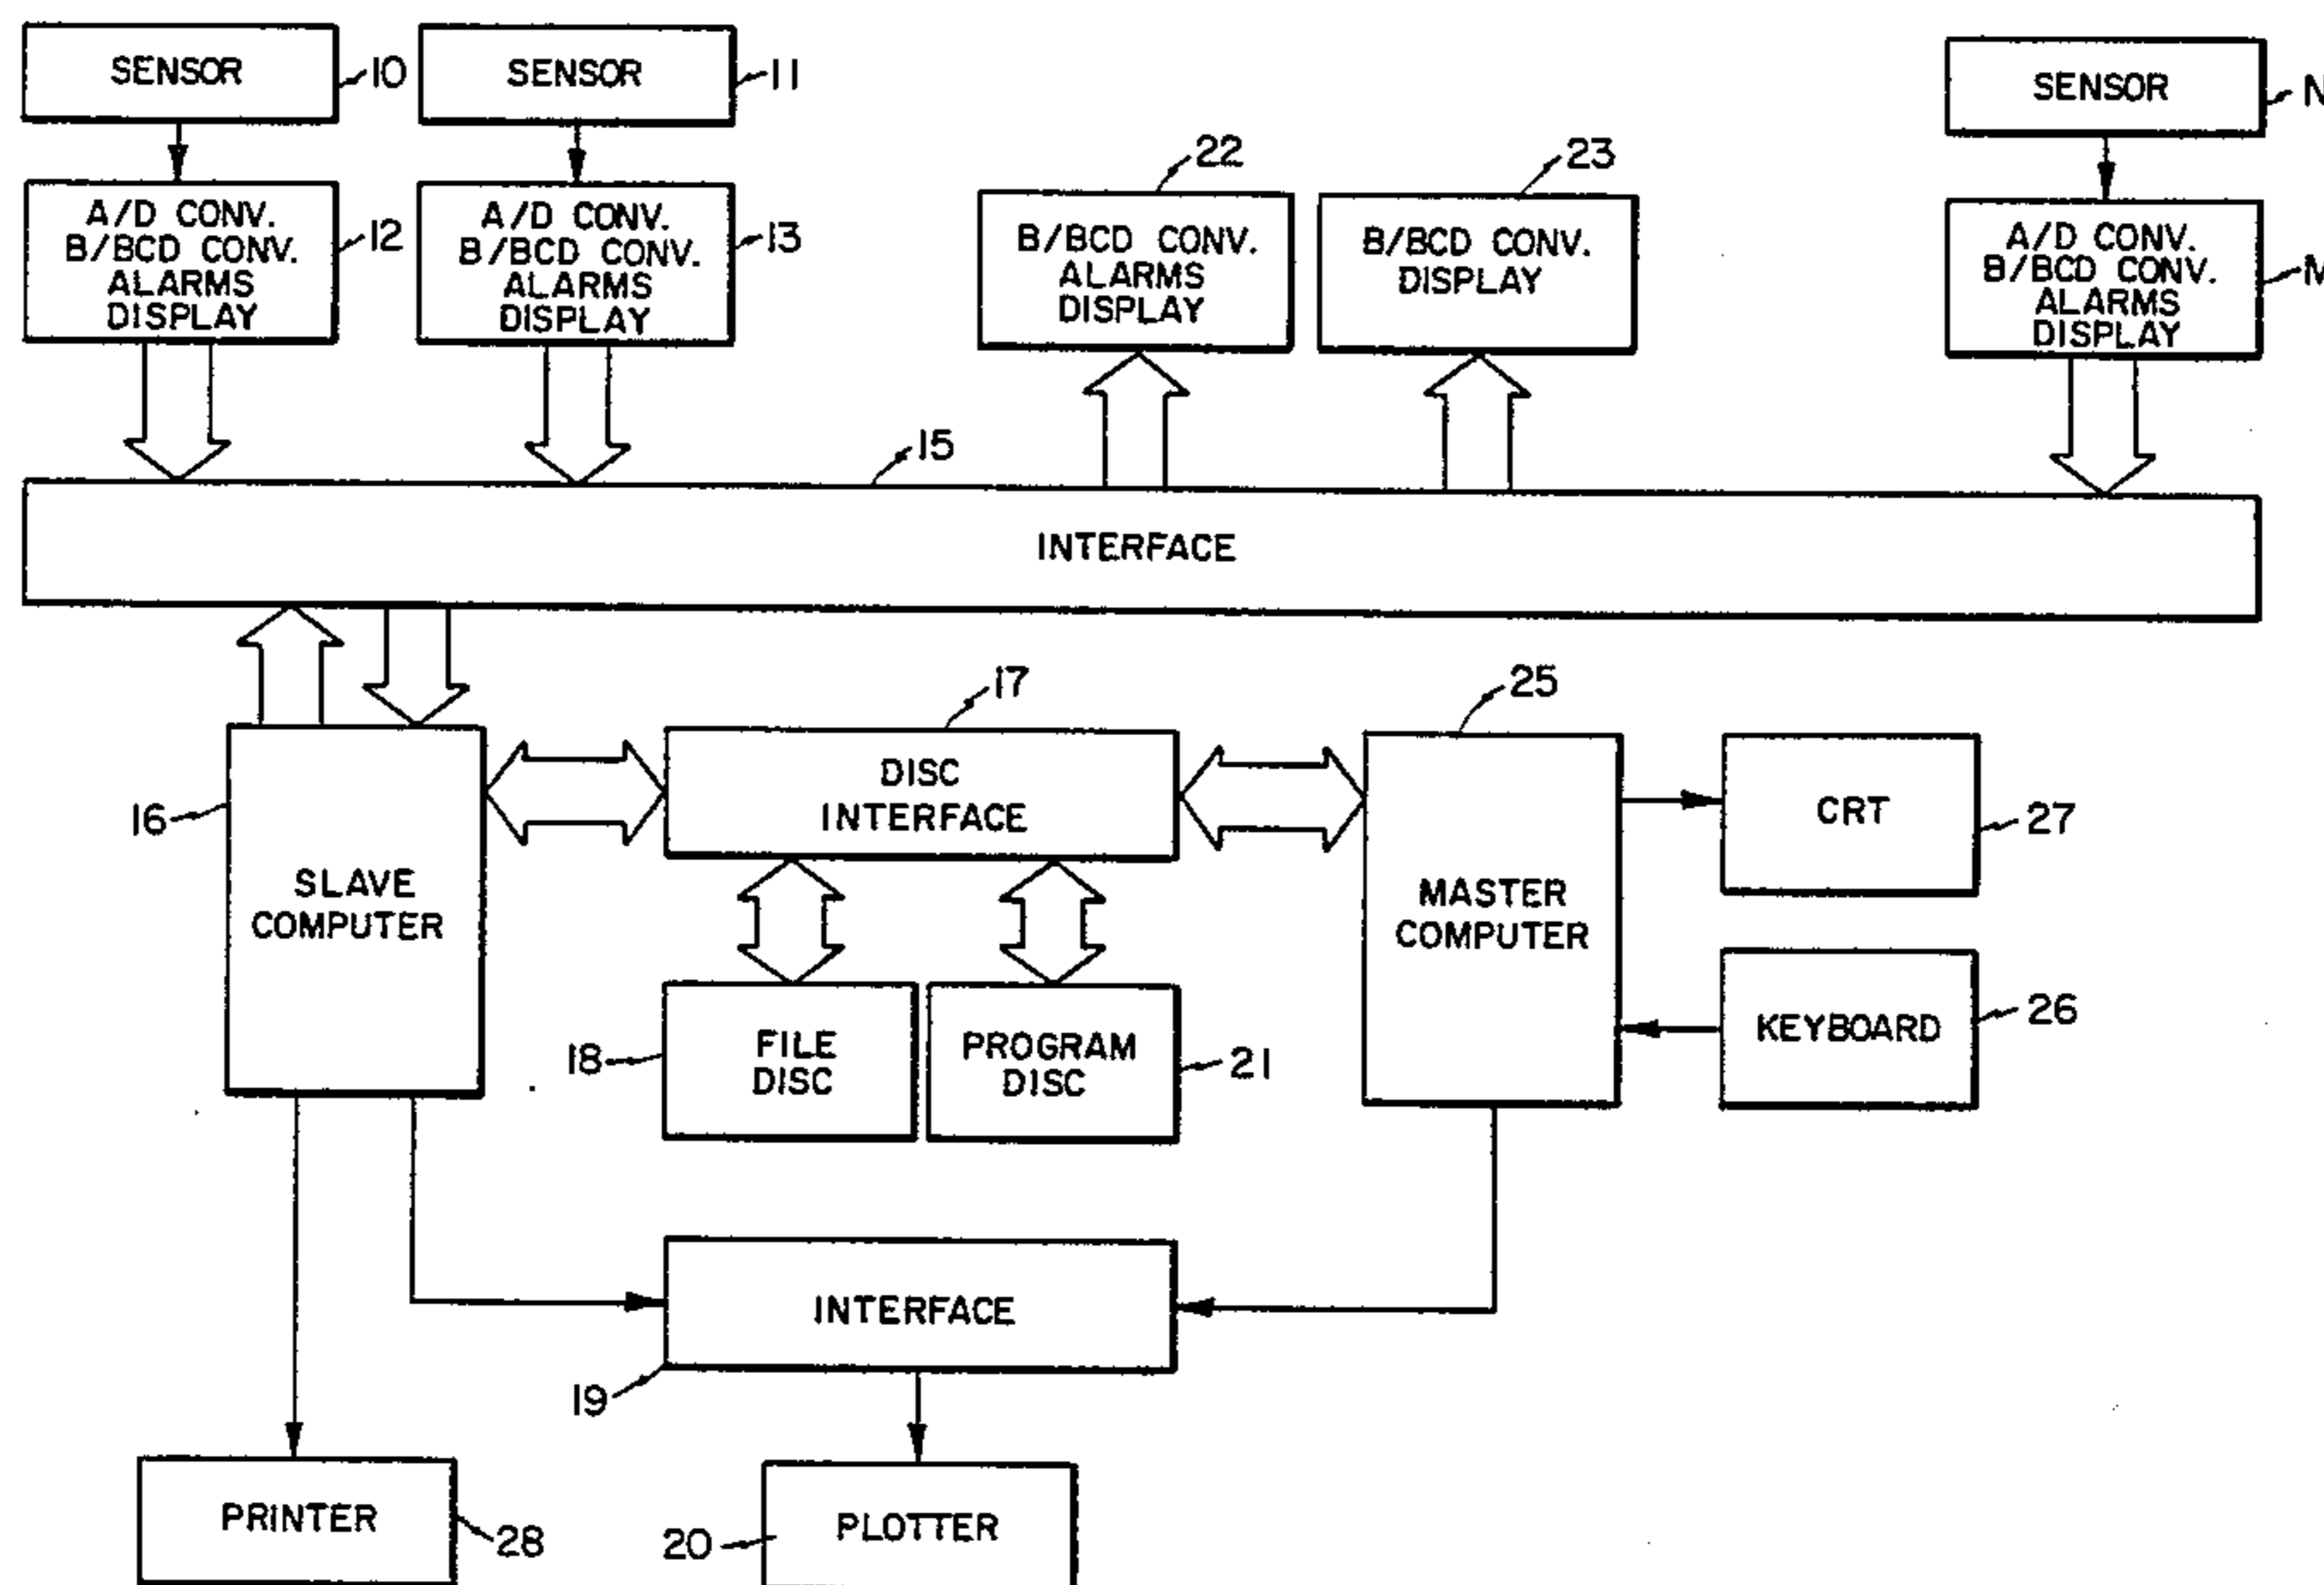 SENSOR
10
SENSOR
11
SENSOR
N
A/D CONV.
B/BCD CONV.
ALARMS
DISPLAY
12
A/D CONV.
B/BCD CONV.
ALARMS
DISPLAY
13
22
B/BCD CONV.
ALARMS
DISPLAY
23
B/BCD CONV.
DISPLAY
A/D CONV.
B/BCD CONV.
ALARMS
DISPLAY
M
15
INTERFACE
16
SLAVE
COMPUTER
17
DISC
INTERFACE
25
MASTER
COMPUTER
CRT
27
18
FILE
DISC
PROGRAM
DISC
21
KEYBOARD
26
INTERFACE
19
PRINTER
28
20
PLOTTER